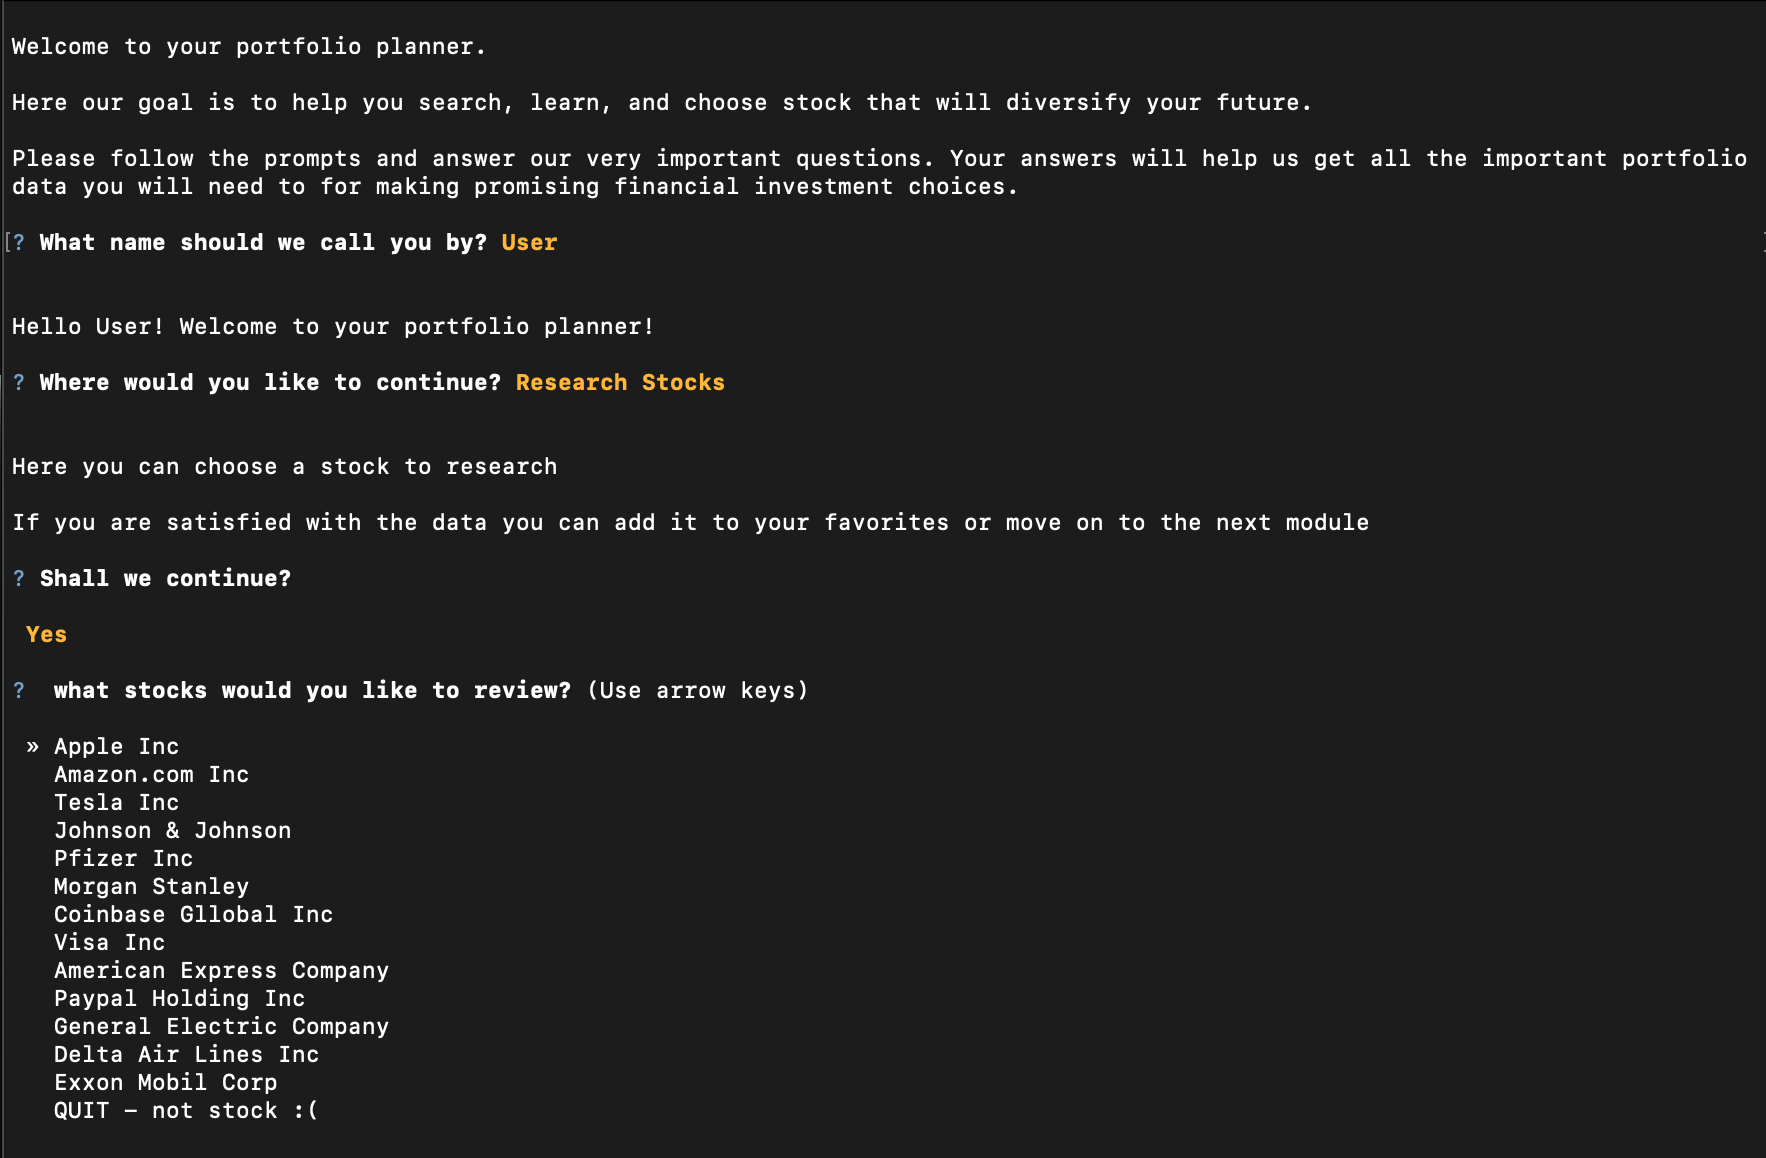 Welcome to your portfolio planner.
Here our goal is to help you search, learn, and choose stock that will diversify your future.
Please follow the prompts and answer our very important questions. Your answers will help us get all the important portfolio
data you will need to for making promising financial investment choices.
[? What name should we call you by? User ]
Hello User! Welcome to your portfolio planner!
? Where would you like to continue? Research Stocks
Here you can choose a stock to research
If you are satisfied with the data you can add it to your favorites or move on to the next module
? Shall we continue?
Yes
? what stocks would you like to review? (Use arrow keys)
» Apple Inc
Amazon.com Inc
Tesla Inc
Johnson & Johnson
Pfizer Inc
Morgan Stanley
Coinbase Gllobal Inc
Visa Inc
American Express Company
Paypal Holding Inc
General Electric Company
Delta Air Lines Inc
Exxon Mobil Corp
QUIT – not stock :(